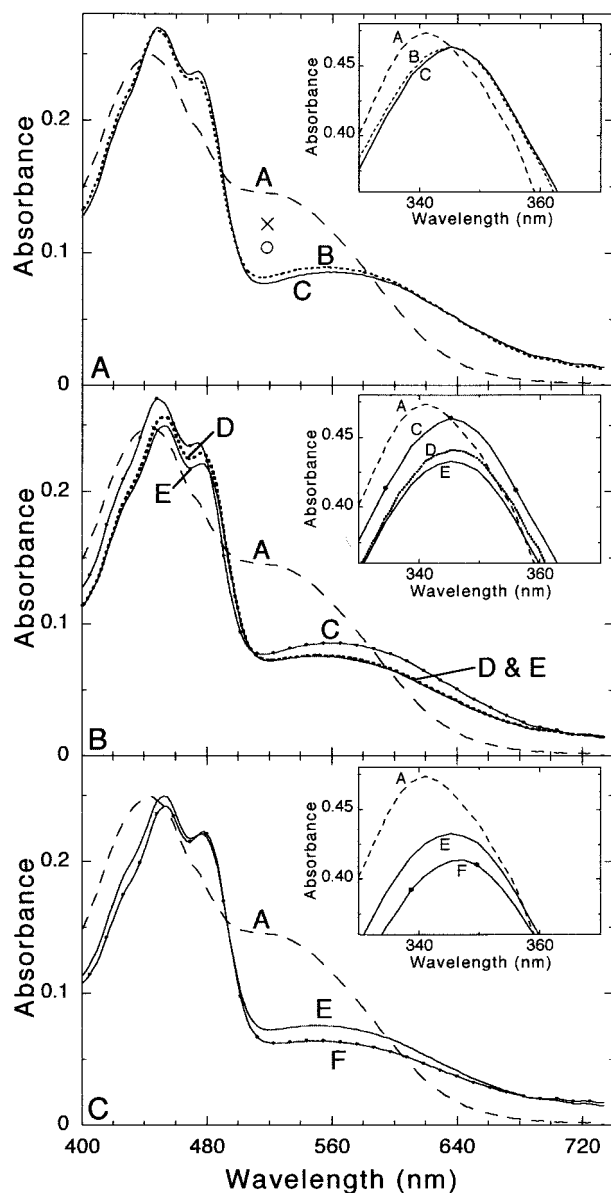 A
B
C
0.45
0.40
Absorbance
340
360
Wavelength (nm)
0.2
0.1
0
Absorbance
A
×
○
B
C
A
A
C
D
E
0.45
0.40
Absorbance
340
360
Wavelength (nm)
0.2
0.1
0
Absorbance
D
E
A
C
D & E
B
A
E
F
0.45
0.40
Absorbance
340
360
Wavelength (nm)
0.2
0.1
0
Absorbance
A
E
F
C
400
480
560
640
720
Wavelength (nm)